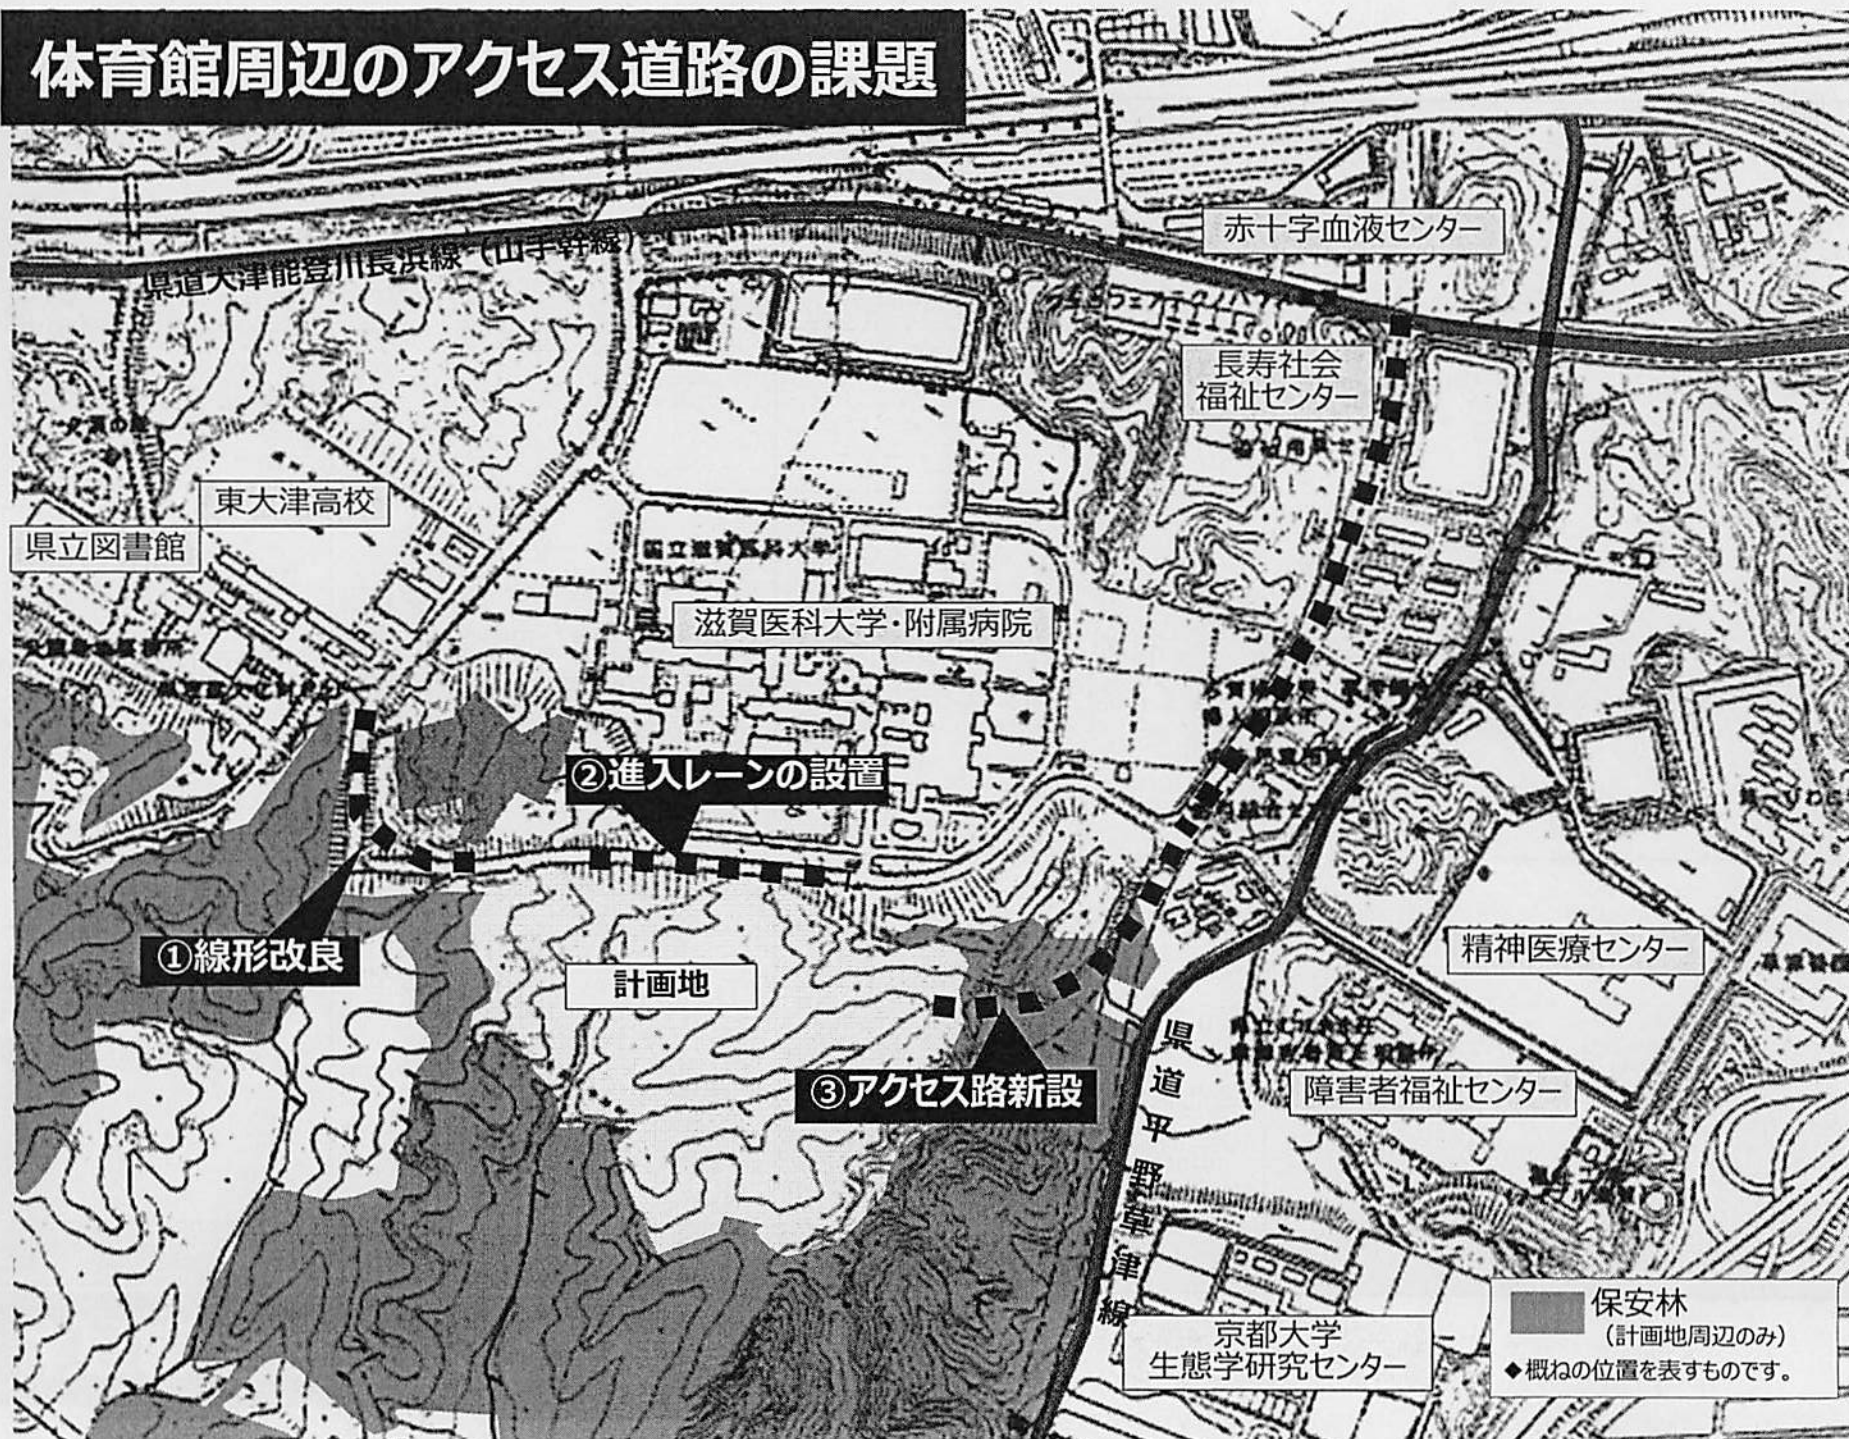 体育館周辺のアクセス道路の課題
県道大津能登川長浜線（山手幹線）
赤十字血液センター
長寿社会
福祉センター
東大津高校
県立図書館
国立滋賀医科大学
滋賀医科大学・附属病院
②進入レーンの設置
①線形改良
計画地
③アクセス路新設
精神医療センター
障害者福祉センター
県道平野草津線
京都大学
生態学研究センター
保安林
（計画地周辺のみ）
◆概ねの位置を表すものです。